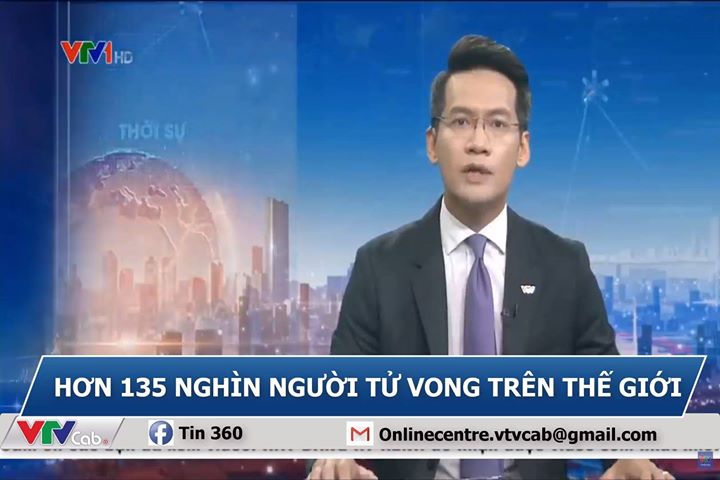 VTV1 HD
THỜI SỰ
VTV
HƠN 135 NGHÌN NGƯỜI TỬ VONG TRÊN THẾ GIỚI
VTVCab®
Tin 360
Onlinecentre.vtvcab@gmail.com